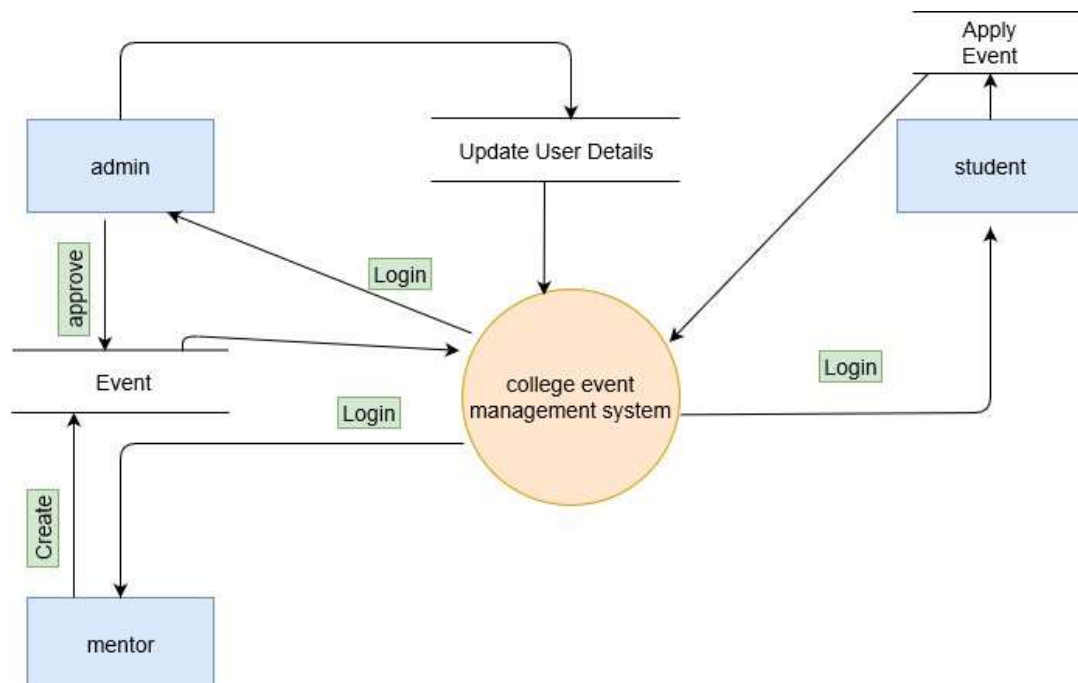 Apply
Event
admin
Update User Details
student
approve
Login
Event
college event
management system
Login
Login
Create
mentor